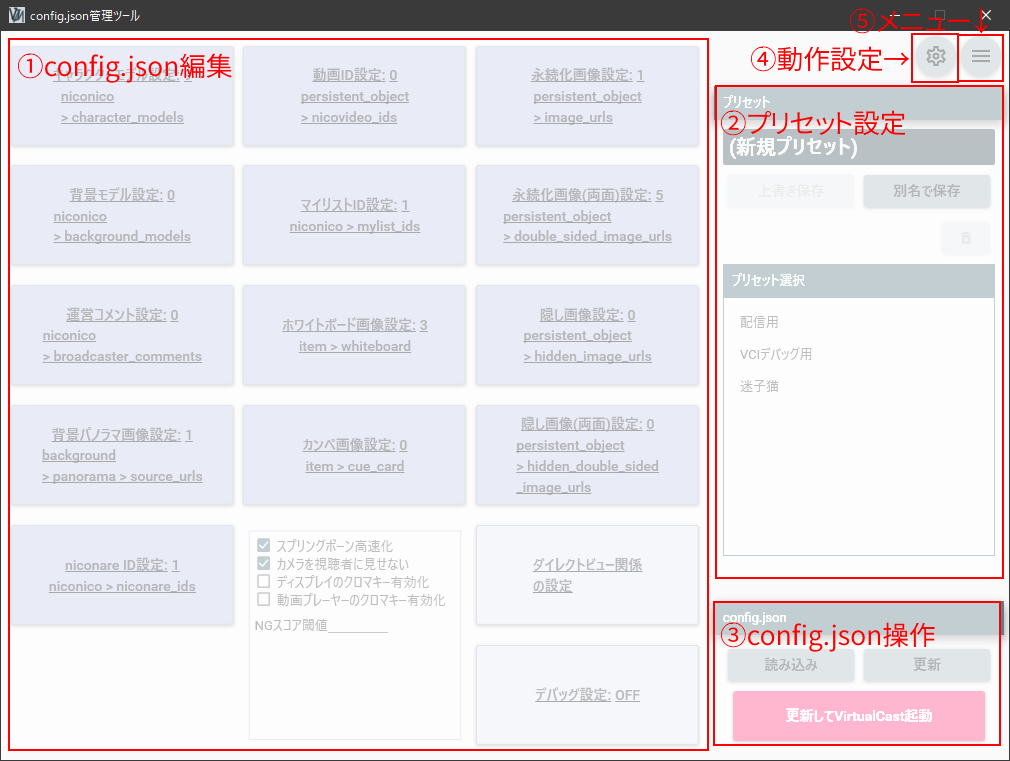 config.json管理ツール
⑤メニュー↓
④動作設定→
①config.json編集
niconico
> character_models
動画ID設定: 0
persistent_object
> nicovideo_ids
永続化画像設定: 1
persistent_object
> image_urls
背景モデル設定: 0
niconico
> background_models
マイリストID設定: 1
niconico > mylist_ids
永続化画像(両面)設定: 5
persistent_object
> double_sided_image_urls
運営コメント設定: 0
niconico
> broadcaster_comments
ホワイトボード画像設定: 3
item > whiteboard
隠し画像設定: 0
persistent_object
> hidden_image_urls
背景パノラマ画像設定: 1
background
> panorama > source_urls
カンペ画像設定: 0
item > cue_card
隠し画像(両面)設定: 0
persistent_object
> hidden_double_sided
_image_urls
niconare ID設定: 1
niconico > niconare_ids
スプリングボーン高速化
カメラを視聴者に見せない
ディスプレイのクロマキー有効化
動画プレーヤーのクロマキー有効化
NGスコア閾値
ダイレクトビュー関係
の設定
デバッグ設定: OFF
プリセット
②プリセット設定
(新規プリセット)
上書き保存
別名で保存
プリセット選択
配信用
VCIデバッグ用
迷子猫
config.json
③config.json操作
読み込み
更新
更新してVirtualCast起動